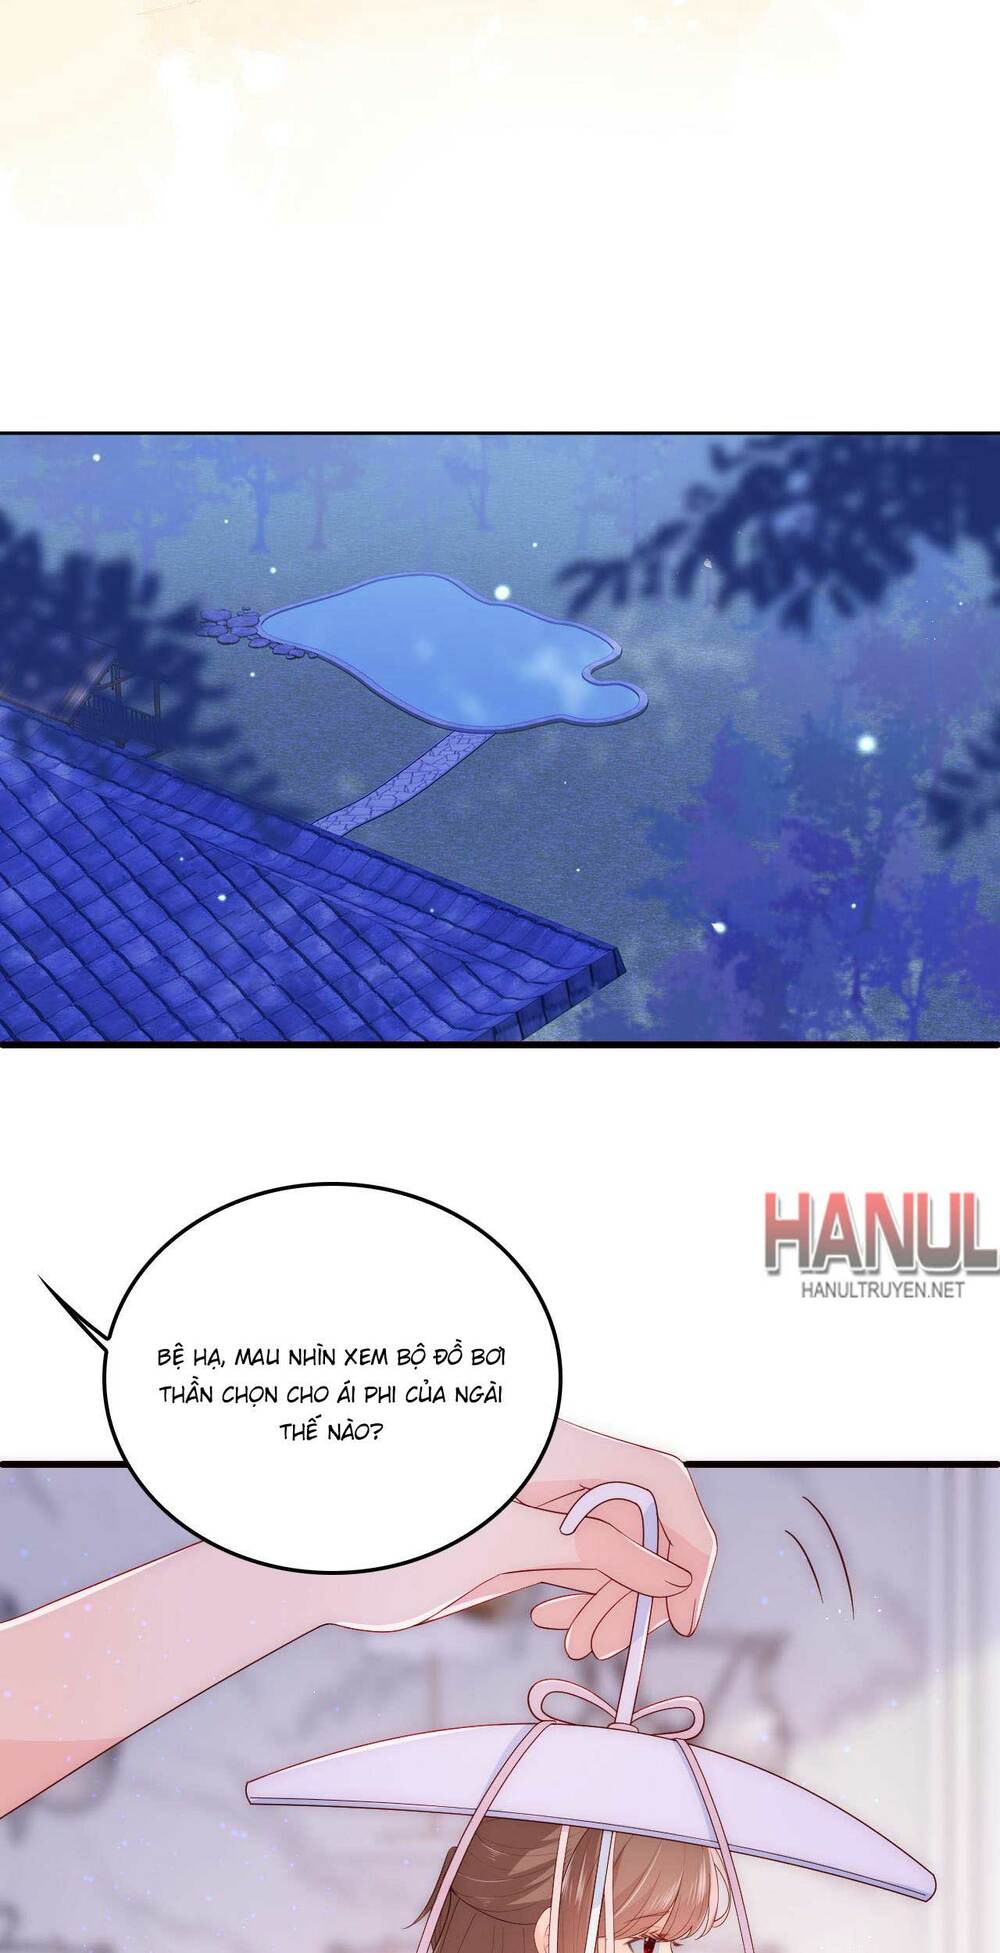 HANUL
HANULTRUYEN.NET
BỆ HẠ, MAU NHÌN XEM BỘ ĐỒ BƠI
THẦN CHỌN CHO ÁI PHI CỦA NGÀI
THẾ NÀO?